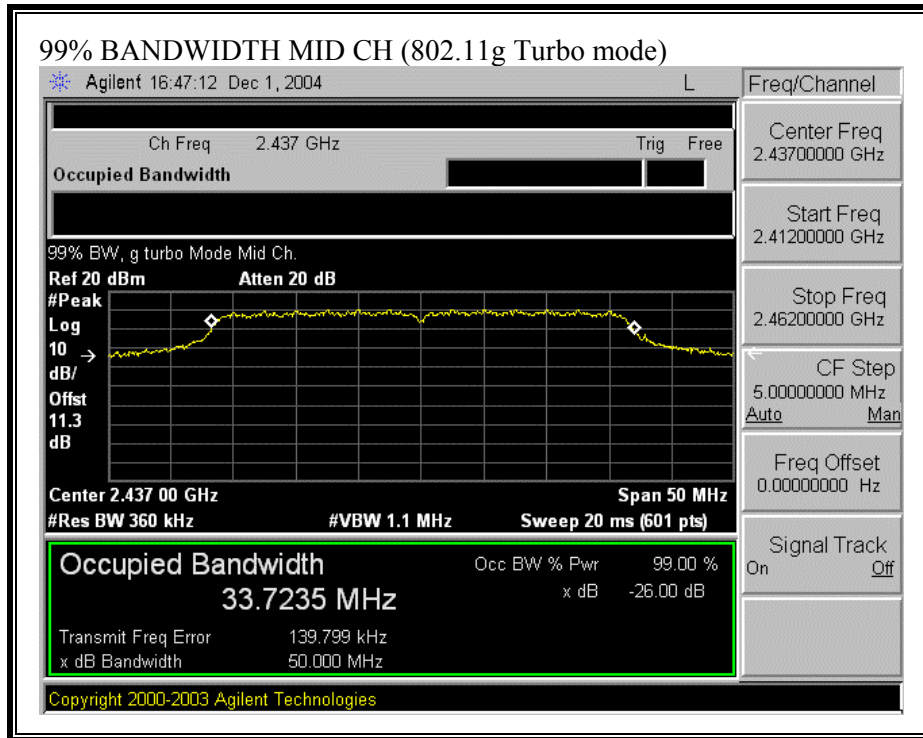 99% BANDWIDTH MID CH (802.11g Turbo mode)
Agilent 16:47:12 Dec 1, 2004 L
Freq/Channel
Ch Freq 2.437 GHz Trig Free
Occupied Bandwidth
Center Freq
2.43700000 GHz
Start Freq
2.41200000 GHz
Stop Freq
2.46200000 GHz
CF Step
5.00000000 MHz
Auto Man
Freq Offset
0.00000000 Hz
Signal Track
On Off
99% BW, g turbo Mode Mid Ch.
Ref 20 dBm Atten 20 dB
#Peak
Log
10
dB/
Offst
11.3
dB
Center 2.437 00 GHz Span 50 MHz
#Res BW 360 kHz #VBW 1.1 MHz Sweep 20 ms (601 pts)
Occupied Bandwidth Occ BW % Pwr 99.00 %
33.7235 MHz x dB -26.00 dB
Transmit Freq Error 139.799 kHz
x dB Bandwidth 50.000 MHz
Copyright 2000-2003 Agilent Technologies